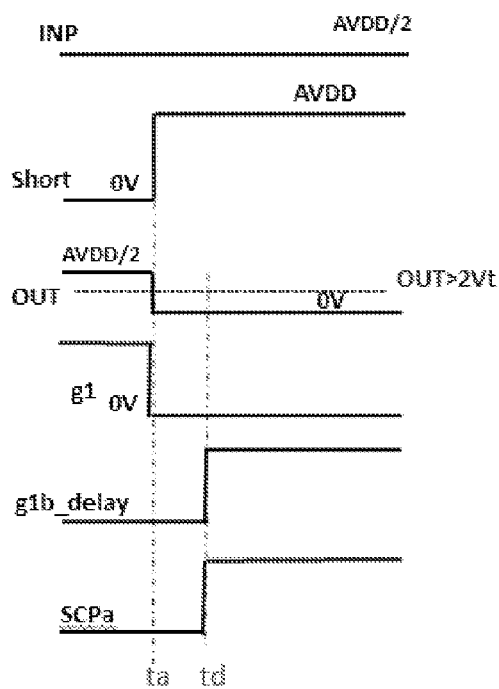 INP AVDD/2
AVDD
Short 0V
AVDD/2
OUT>2Vt
OUT 0V
g1 0V
g1b_delay
SCPa
ta td